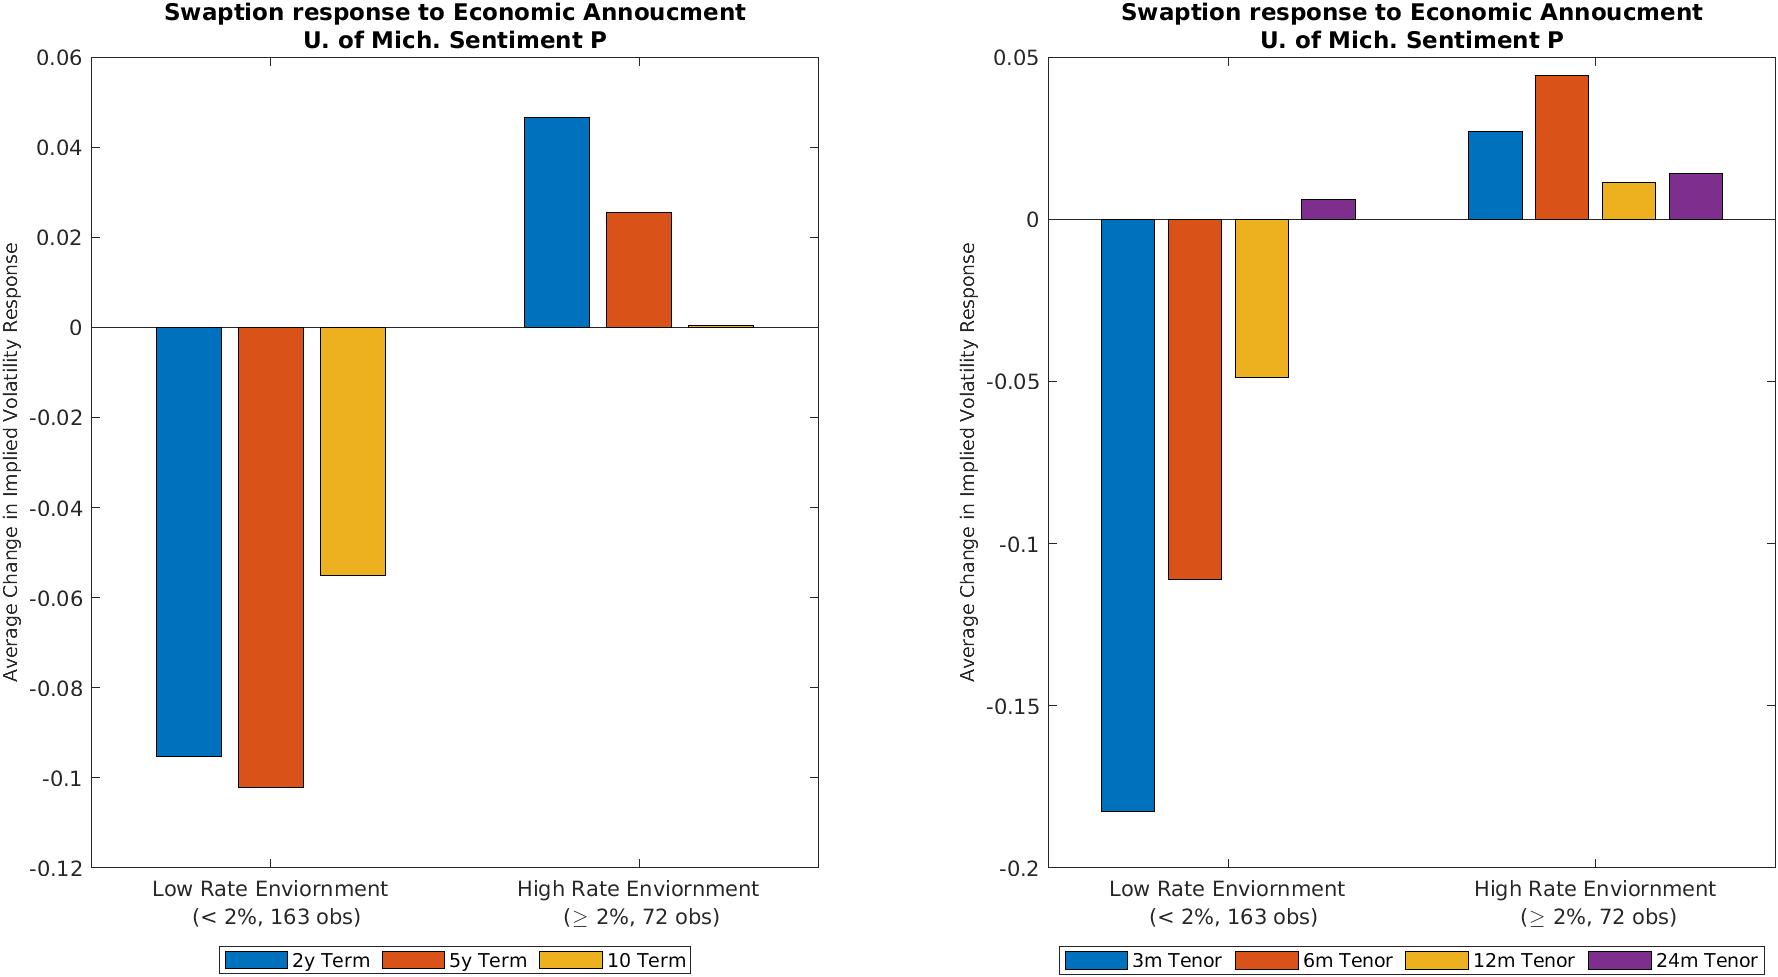 Swaption response to Economic Annoucment
U. of Mich. Sentiment P
Average Change in Implied Volatility Response
0.06
0.04
0.02
0
-0.02
-0.04
-0.06
-0.08
-0.1
-0.12
Low Rate Enviornment
(< 2%, 163 obs)
High Rate Enviornment
(≥ 2%, 72 obs)
2y Term 5y Term 10 Term
Swaption response to Economic Annoucment
U. of Mich. Sentiment P
Average Change in Implied Volatility Response
0.05
0
-0.05
-0.1
-0.15
-0.2
Low Rate Enviornment
(< 2%, 163 obs)
High Rate Enviornment
(≥ 2%, 72 obs)
3m Tenor 6m Tenor 12m Tenor 24m Tenor